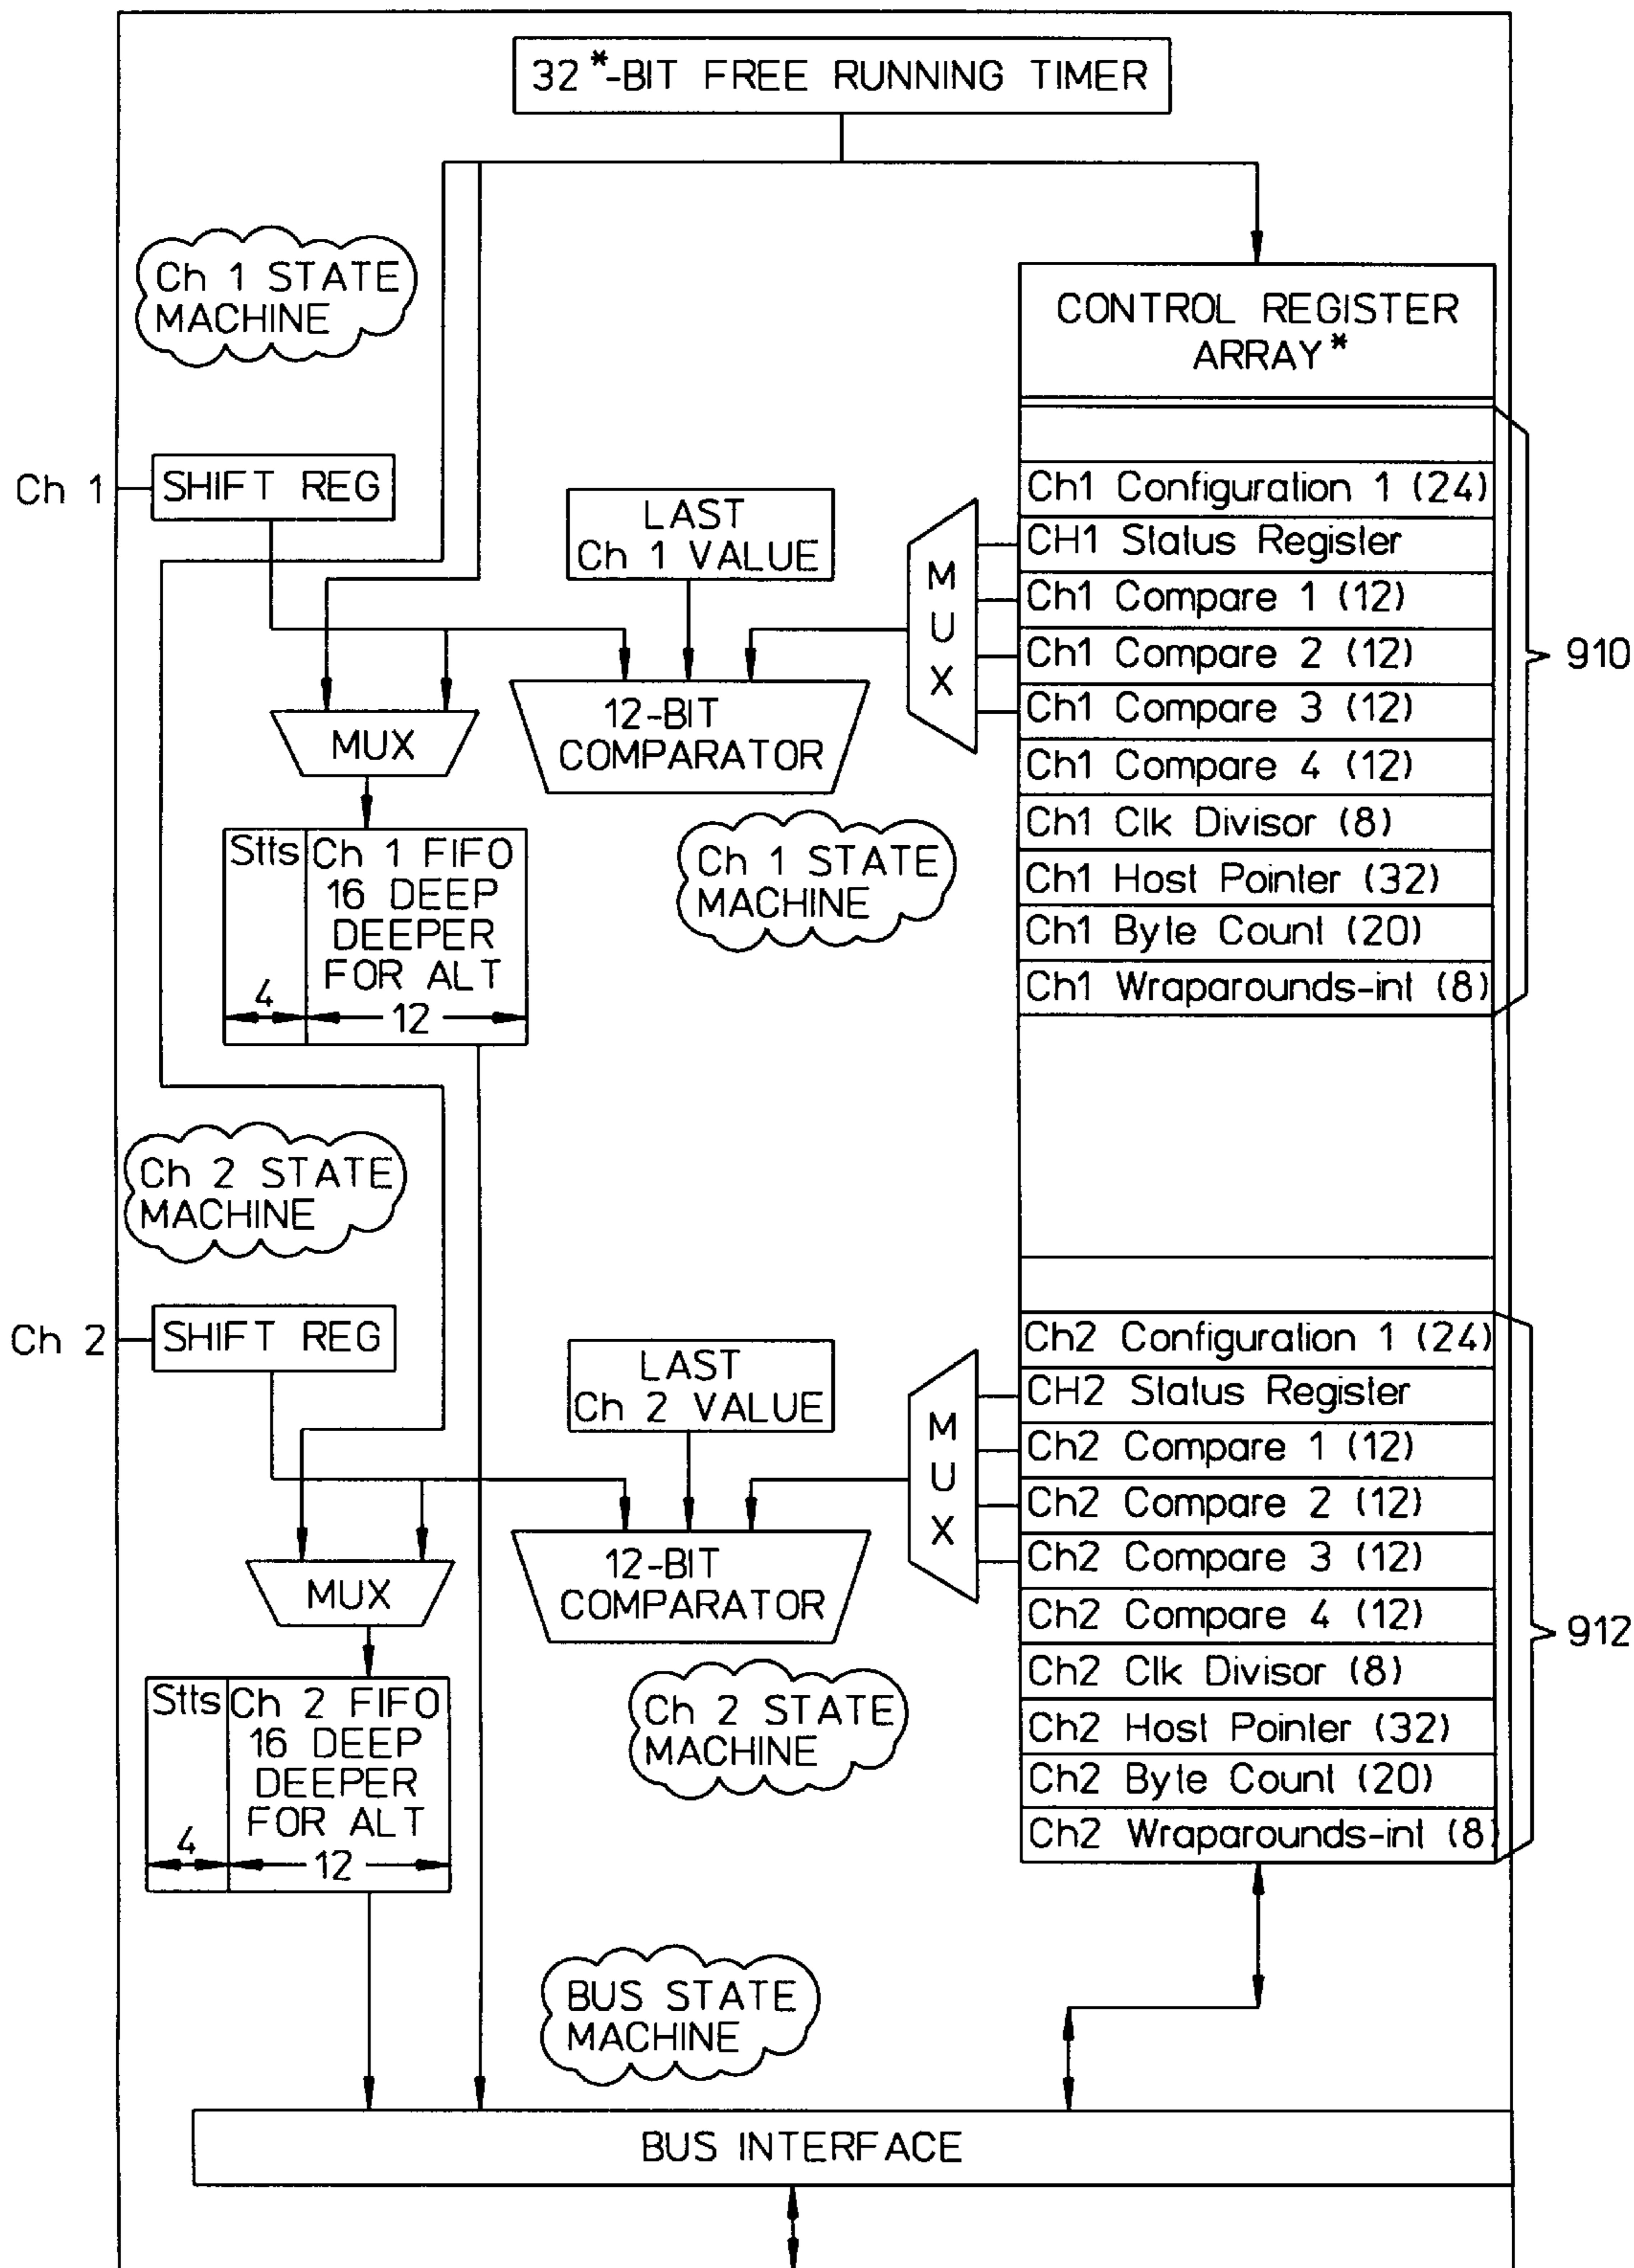 32*-BIT FREE RUNNING TIMER
Ch 1 STATE
MACHINE
CONTROL REGISTER
ARRAY*
Ch 1
SHIFT REG
LAST
Ch 1 VALUE
MUX
Ch1 Configuration 1 (24)
CH1 Status Register
Ch1 Compare 1 (12)
Ch1 Compare 2 (12)
Ch1 Compare 3 (12)
Ch1 Compare 4 (12)
Ch1 Clk Divisor (8)
Ch1 Host Pointer (32)
Ch1 Byte Count (20)
Ch1 Wraparounds-int (8)
910
12-BIT
COMPARATOR
MUX
Stts
Ch 1 FIFO
16 DEEP
DEEPER
FOR ALT
4
12
Ch 1 STATE
MACHINE
Ch 2 STATE
MACHINE
Ch 2
SHIFT REG
LAST
Ch 2 VALUE
MUX
Ch2 Configuration 1 (24)
CH2 Status Register
Ch2 Compare 1 (12)
Ch2 Compare 2 (12)
Ch2 Compare 3 (12)
Ch2 Compare 4 (12)
Ch2 Clk Divisor (8)
Ch2 Host Pointer (32)
Ch2 Byte Count (20)
Ch2 Wraparounds-int (8)
912
12-BIT
COMPARATOR
MUX
Stts
Ch 2 FIFO
16 DEEP
DEEPER
FOR ALT
4
12
Ch 2 STATE
MACHINE
BUS STATE
MACHINE
BUS INTERFACE